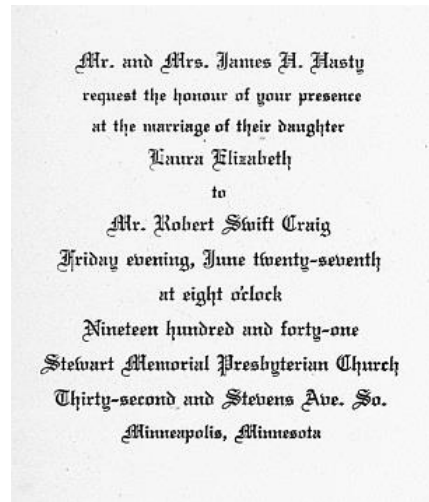 Mr. and Mrs. James H. Hasty
request the honour of your presence
at the marriage of their daughter
Laura Elizabeth
to
Mr. Robert Swift Craig
Friday evening, June twenty-seventh
at eight o'clock
Nineteen hundred and forty-one
Stewart Memorial Presbyterian Church
Thirty-second and Stevens Ave. So.
Minneapolis, Minnesota